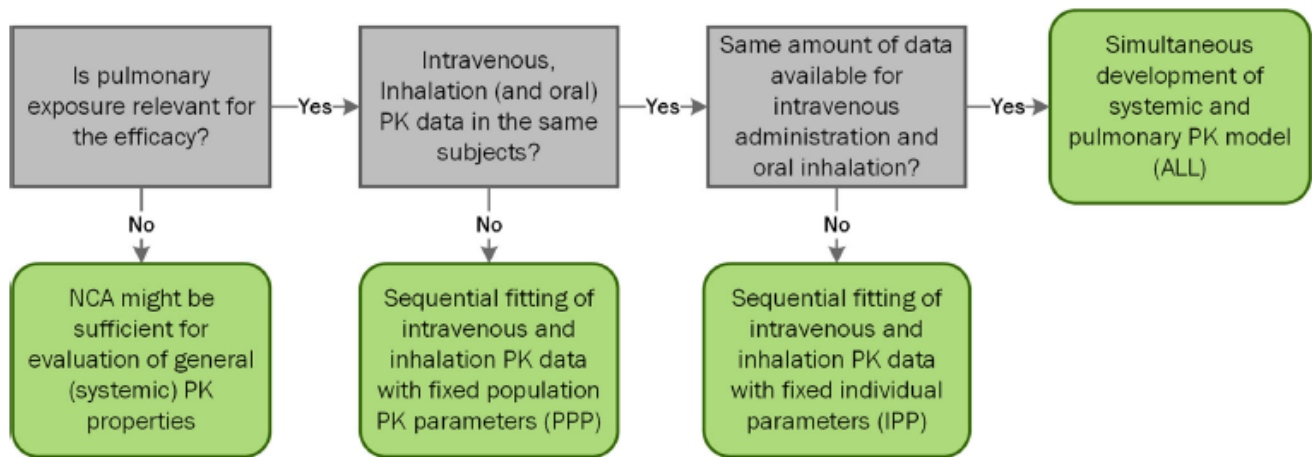 Is pulmonary
exposure relevant for
the efficacy?
Yes
Intravenous,
Inhalation (and oral)
PK data in the same
subjects?
Yes
Same amount of data
available for
intravenous
administration and
oral inhalation?
Yes
Simultaneous
development of
systemic and
pulmonary PK model
(ALL)
No
No
No
NCA might be
sufficient for
evaluation of general
(systemic) PK
properties
Sequential fitting of
intravenous and
inhalation PK data
with fixed population
PK parameters (PPP)
Sequential fitting of
intravenous and
inhalation PK data
with fixed individual
parameters (IPP)